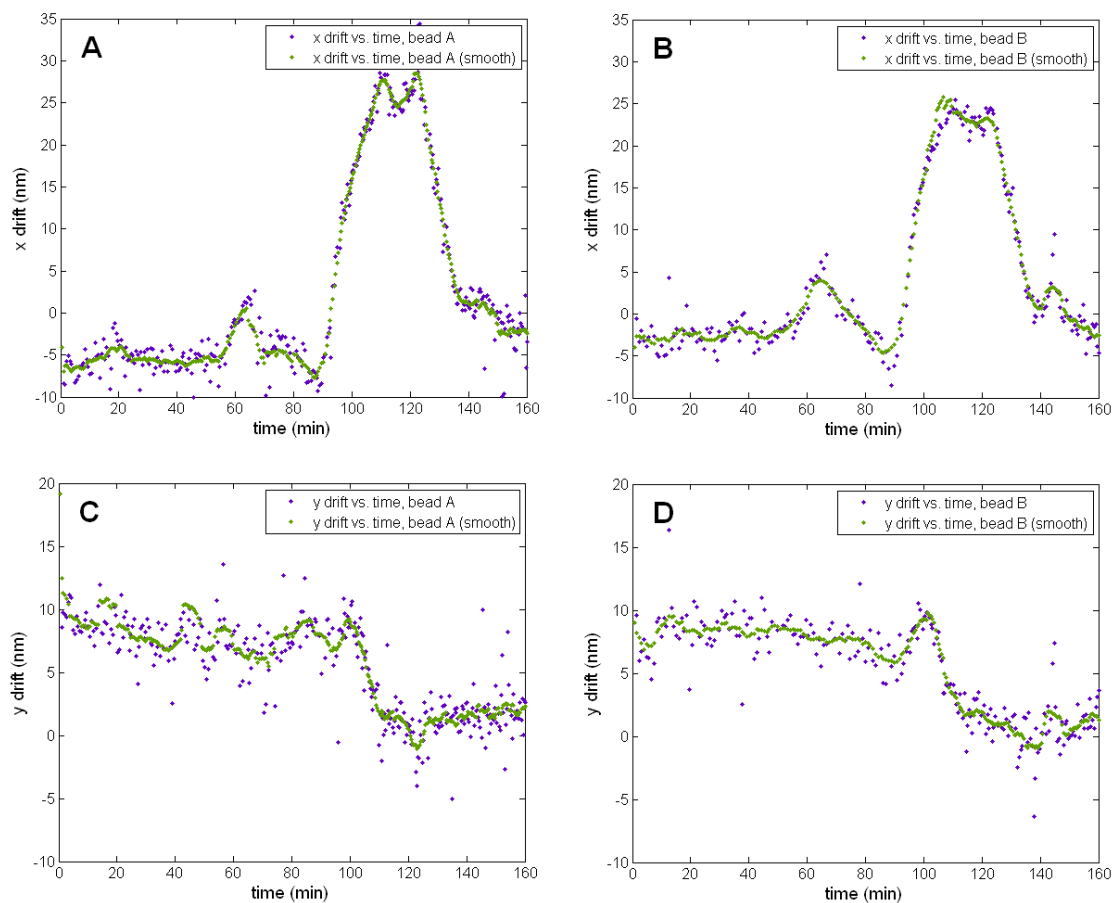 A
x drift vs. time, bead A
x drift vs. time, bead A (smooth)
35
30
25
20
15
10
5
0
-5
-10
x drift (nm)
0 20 40 60 80 100 120 140 160
time (min)
B
x drift vs. time, bead B
x drift vs. time, bead B (smooth)
35
30
25
20
15
10
5
0
-5
-10
x drift (nm)
0 20 40 60 80 100 120 140 160
time (min)
C
y drift vs. time, bead A
y drift vs. time, bead A (smooth)
20
15
10
5
0
-5
-10
y drift (nm)
0 20 40 60 80 100 120 140 160
time (min)
D
y drift vs. time, bead B
y drift vs. time, bead B (smooth)
20
15
10
5
0
-5
-10
y drift (nm)
0 20 40 60 80 100 120 140 160
time (min)